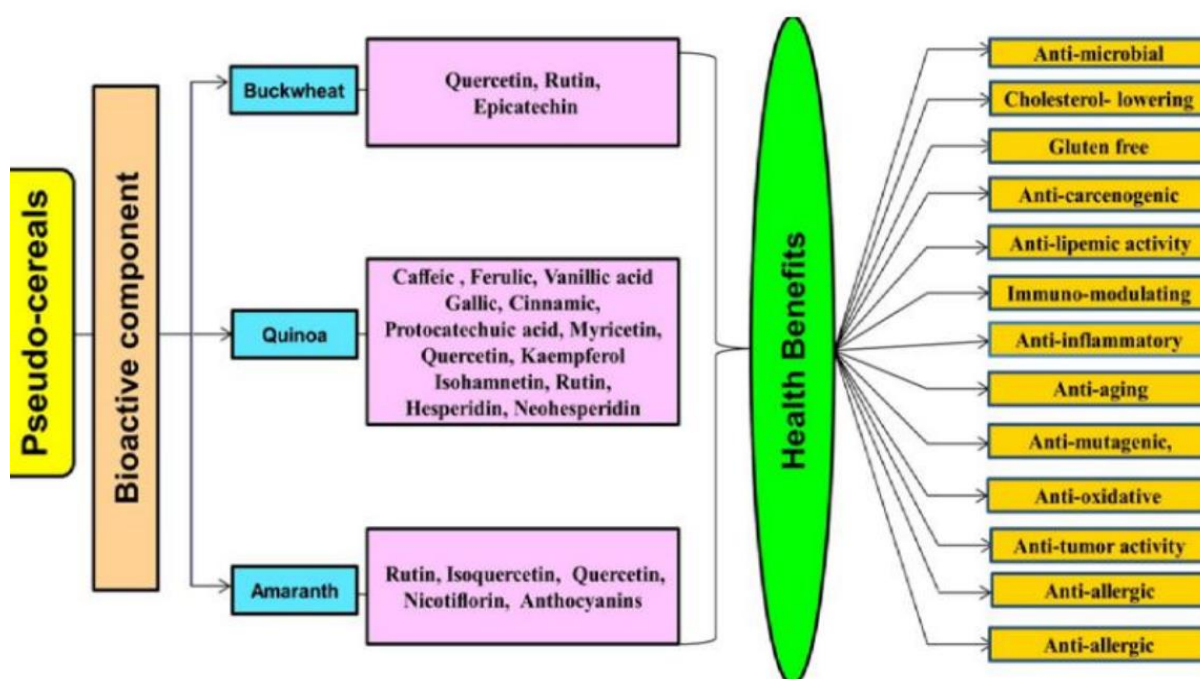 Pseudo-cereals
Bioactive component
Buckwheat
Quercetin, Rutin,
Epicatechin
Quinoa
Caffeic , Ferulic, Vanillic acid
Gallic, Cinnamic,
Protocatechuic acid, Myricetin,
Quercetin, Kaempferol
Isohamnetin, Rutin,
Hesperidin, Neohesperidin
Amaranth
Rutin, Isoquercetin, Quercetin,
Nicotiflorin, Anthocyanins
Health Benefits
Anti-microbial
Cholesterol- lowering
Gluten free
Anti-carcenogenic
Anti-lipemic activity
Immuno-modulating
Anti-inflammatory
Anti-aging
Anti-mutagenic,
Anti-oxidative
Anti-tumor activity
Anti-allergic
Anti-allergic